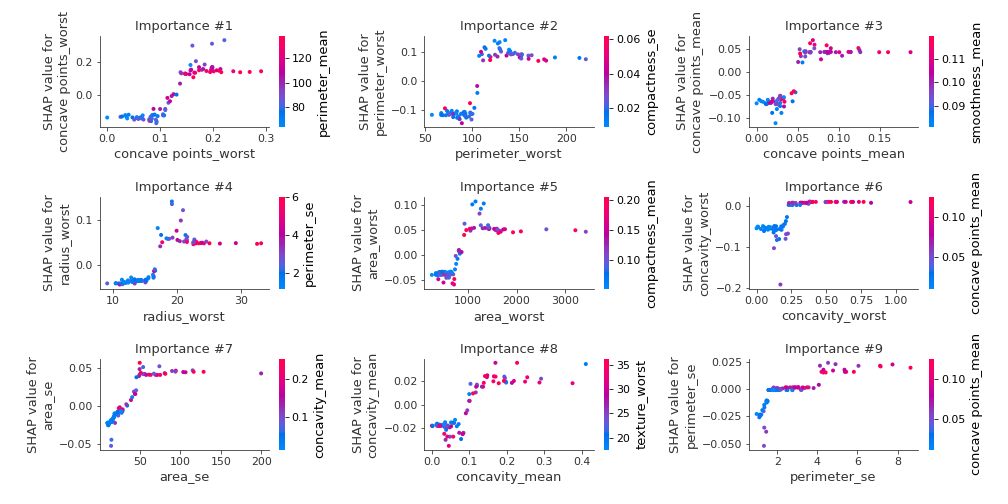 Importance #1
SHAP value for
concave points_worst
0.2
0.0
0.0
0.1
0.2
0.3
concave points_worst
120
100
80
perimeter_mean
Importance #2
SHAP value for
perimeter_worst
0.1
0.0
−0.1
50
100
150
200
perimeter_worst
0.06
0.04
0.02
compactness_se
Importance #3
SHAP value for
concave points_mean
0.05
0.00
−0.05
−0.10
0.00
0.05
0.10
0.15
concave points_mean
0.11
0.10
0.09
smoothness_mean
Importance #4
SHAP value for
radius_worst
0.1
0.0
10
20
30
radius_worst
6
4
2
perimeter_se
Importance #5
SHAP value for
area_worst
0.10
0.05
0.00
−0.05
1000
2000
3000
area_worst
0.20
0.15
0.10
compactness_mean
Importance #6
SHAP value for
concavity_worst
0.0
−0.1
−0.2
0.00
0.25
0.50
0.75
1.00
concavity_worst
0.10
0.05
concave points_mean
Importance #7
SHAP value for
area_se
0.05
0.00
−0.05
50
100
150
200
area_se
0.2
0.1
concavity_mean
Importance #8
SHAP value for
concavity_mean
0.02
0.00
−0.02
0.0
0.1
0.2
0.3
0.4
concavity_mean
35
30
25
20
texture_worst
Importance #9
SHAP value for
perimeter_se
0.025
0.000
−0.025
−0.050
2
4
6
8
perimeter_se
0.10
0.05
concave points_mean